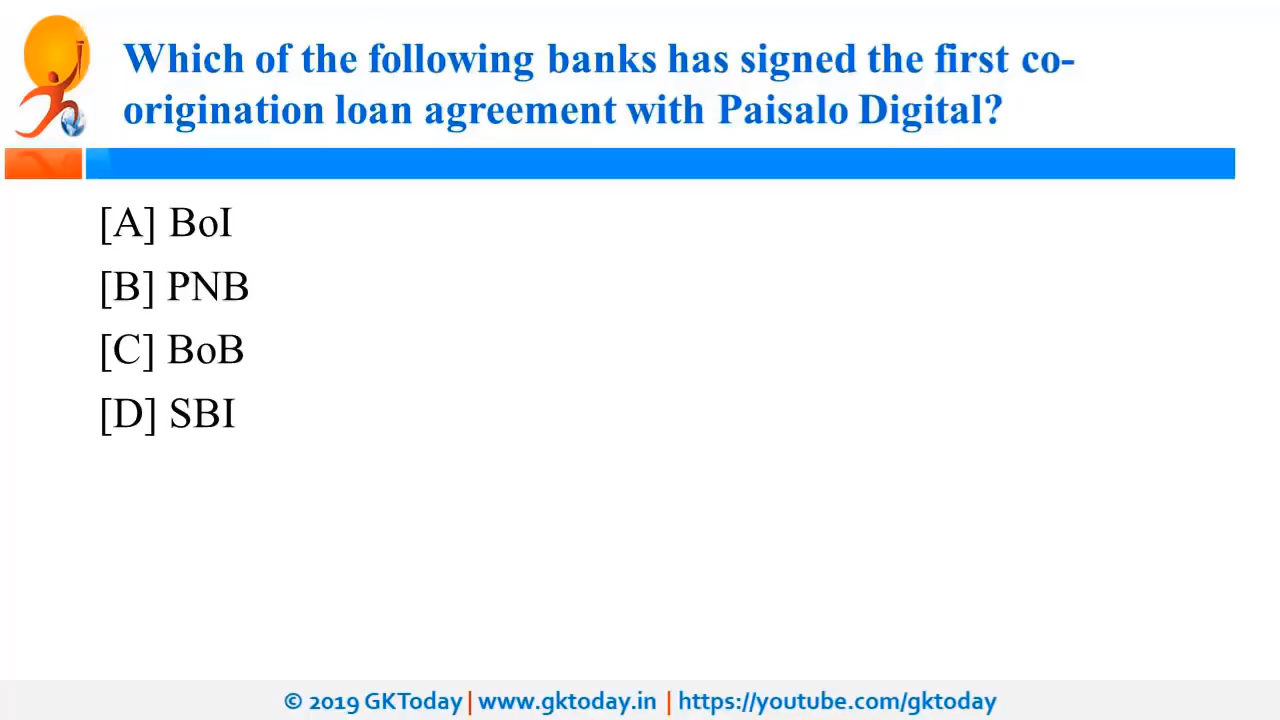 Which of the following banks has signed the first co-
origination loan agreement with Paisalo Digital?
[A] BoI
[B] PNB
[C] BoB
[D] SBI
© 2019 GKToday | www.gktoday.in | https://youtube.com/gktoday